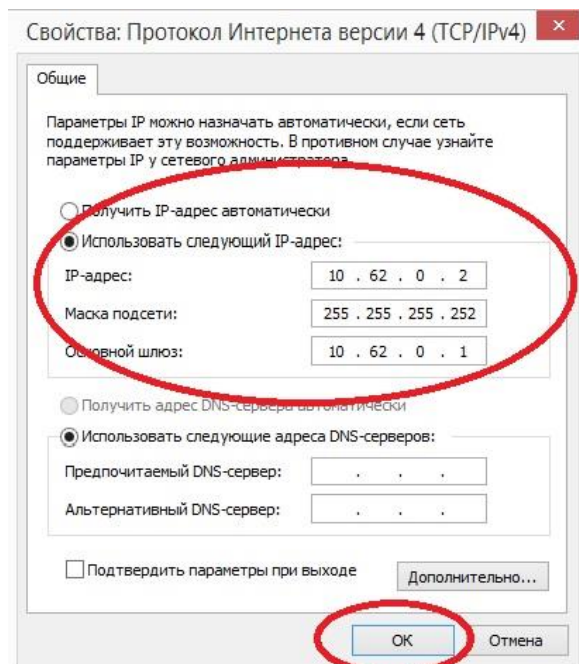 Свойства: Протокол Интернета версии 4 (TCP/IPv4)
Общие
Параметры IP можно назначать автоматически, если сеть
поддерживает эту возможность. В противном случае узнайте
параметры IP у сетевого администратора.
Получить IP-адрес автоматически
Использовать следующий IP-адрес:
IP-адрес: 10 . 62 . 0 . 2
Маска подсети: 255 . 255 . 255 . 252
Основной шлюз: 10 . 62 . 0 . 1
Получить адрес DNS-сервера автоматически
Использовать следующие адреса DNS-серверов:
Предпочитаемый DNS-сервер: . . .
Альтернативный DNS-сервер: . . .
Подтвердить параметры при выходе
Дополнительно...
ОК Отмена